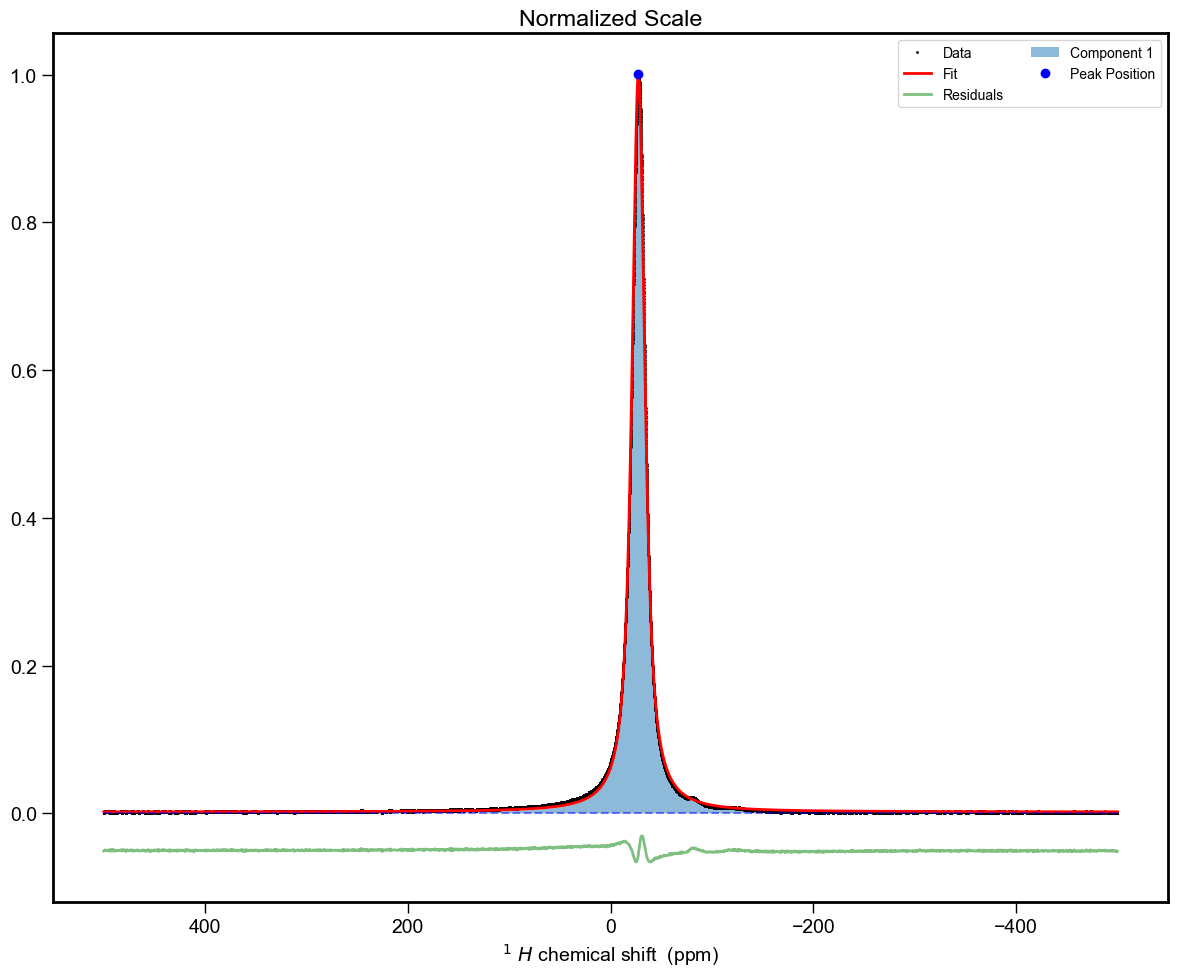 Normalized Scale
Data
Fit
Residuals
Component 1
Peak Position
1.0
0.8
0.6
0.4
0.2
0.0
400
200
0
−200
−400
¹ H chemical shift (ppm)